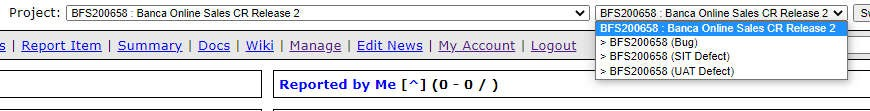 Project: BFS200658 : Banca Online Sales CR Release 2 BFS200658 : Banca Online Sales CR Release 2
BFS200658 : Banca Online Sales CR Release 2
> BFS200658 (Bug)
> BFS200658 (SIT Defect)
> BFS200658 (UAT Defect)
| Report Item | Summary | Docs | Wiki | Manage | Edit News | My Account | Logout
Reported by Me [^] (0 - 0 / )